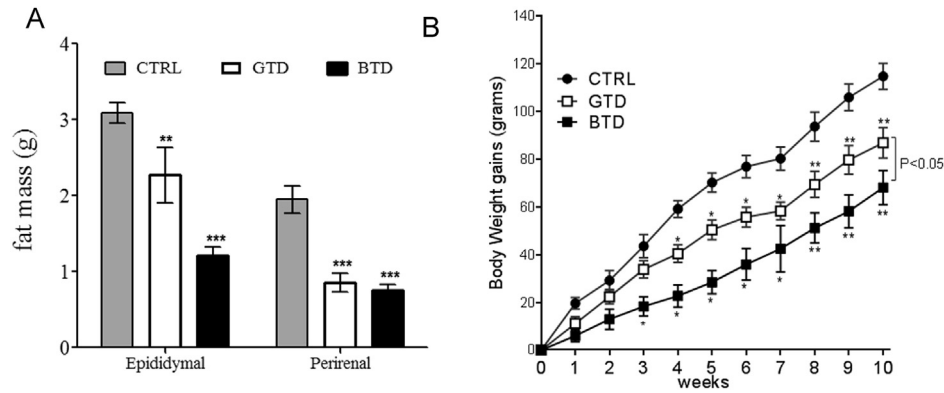 A
fat mass (g)
4
3
2
1
0
CTRL GTD BTD
**
***
***
***
Epididymal Perirenal
B
Body Weight gains (grams)
140
120
100
80
60
40
20
0
CTRL
GTD
BTD
* * * * ** ** **
* * * * * ** ** **
P<0.05
0 1 2 3 4 5 6 7 8 9 10
weeks